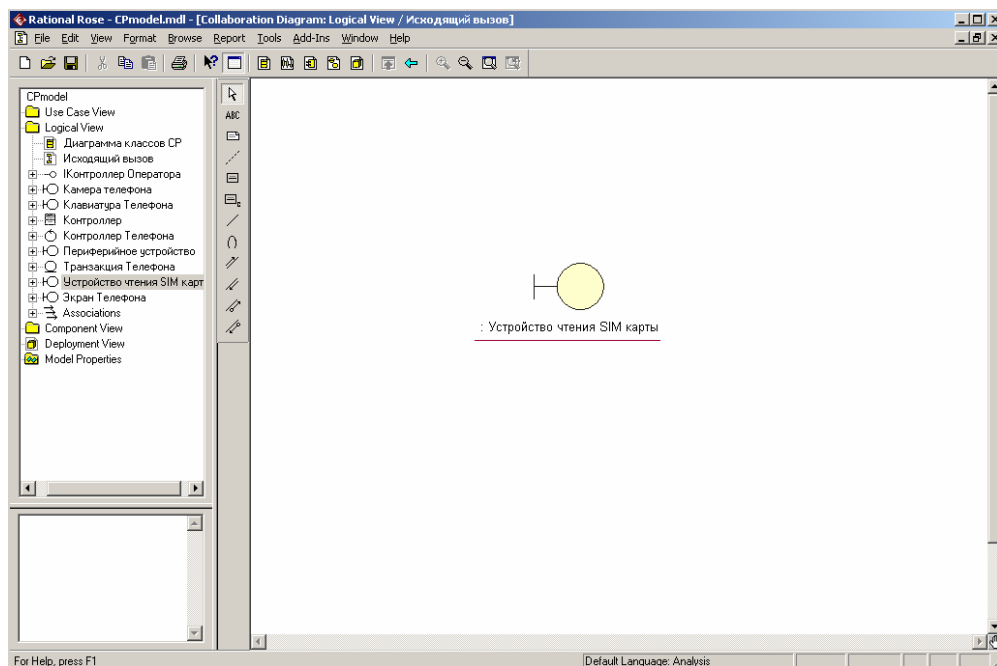 Rational Rose - CPmodel.mdl - [Collaboration Diagram: Logical View / Исходящий вызов]
File Edit View Format Browse Report Tools Add-Ins Window Help
CPmodel
Use Case View
Logical View
Диаграмма классов CP
Исходящий вызов
IКонтроллер Оператора
Камера телефона
Клавиатура Телефона
Контроллер
Контроллер Телефона
Периферийное устройство
Транзакция Телефона
Устройство чтения SIM карт
Экран Телефона
Associations
Component View
Deployment View
Model Properties
ABC
: Устройство чтения SIM карты
For Help, press F1
Default Language: Analysis